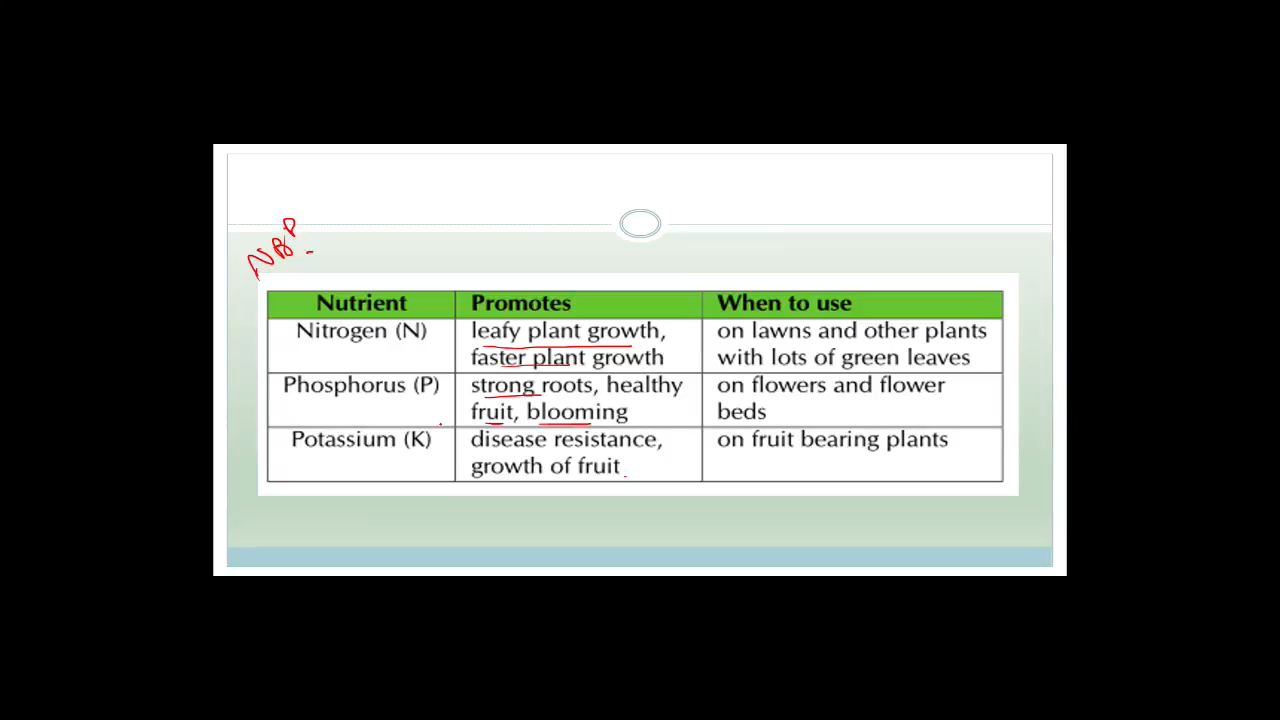 NBP
Nutrient Promotes When to use
Nitrogen (N) leafy plant growth, on lawns and other plants
faster plant growth with lots of green leaves
Phosphorus (P) strong roots, healthy on flowers and flower
fruit, blooming beds
Potassium (K) disease resistance, on fruit bearing plants
growth of fruit